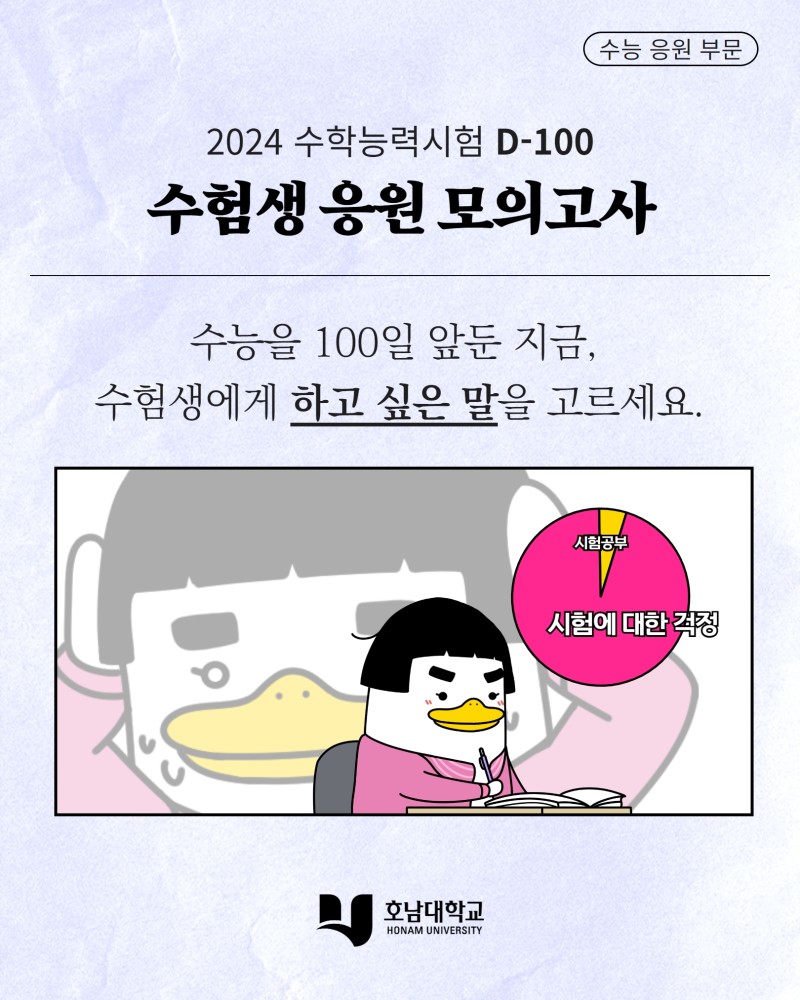 수능 응원 부문
2024 수학능력시험 D-100
수험생 응원 모의고사
수능을 100일 앞둔 지금,
수험생에게 하고 싶은 말을 고르세요.
시험공부
시험에 대한 걱정
호남대학교
HONAM UNIVERSITY